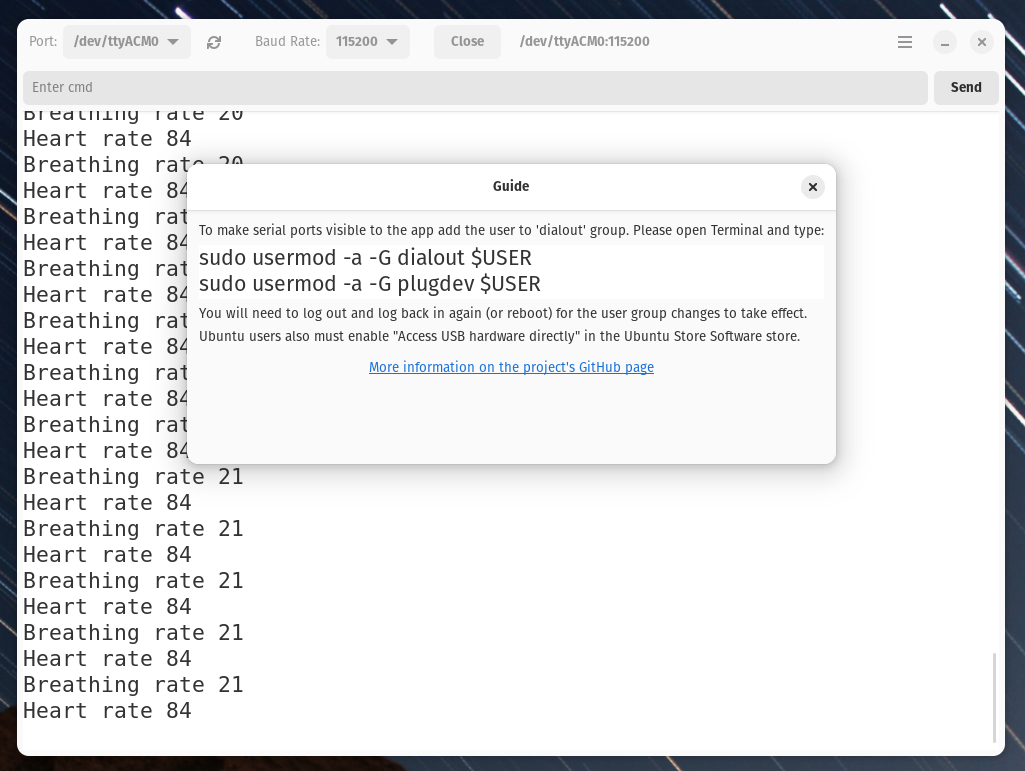 Port: /dev/ttyACM0 Baud Rate: 115200 Close /dev/ttyACM0:115200
Enter cmd Send
Breathing rate 20
Heart rate 84
Breathing rate 20
Heart rate 84
Breathing rat
Heart rate 84
Guide
To make serial ports visible to the app add the user to 'dialout' group. Please open Terminal and type:
sudo usermod -a -G dialout $USER
sudo usermod -a -G plugdev $USER
You will need to log out and log back in again (or reboot) for the user group changes to take effect.
Ubuntu users also must enable "Access USB hardware directly" in the Ubuntu Store Software store.
More information on the project's GitHub page
Breathing rat
Heart rate 84
Breathing rat
Heart rate 84
Breathing rat
Heart rate 84
Breathing rat
Heart rate 84
Breathing rate 21
Heart rate 84
Breathing rate 21
Heart rate 84
Breathing rate 21
Heart rate 84
Breathing rate 21
Heart rate 84
Breathing rate 21
Heart rate 84